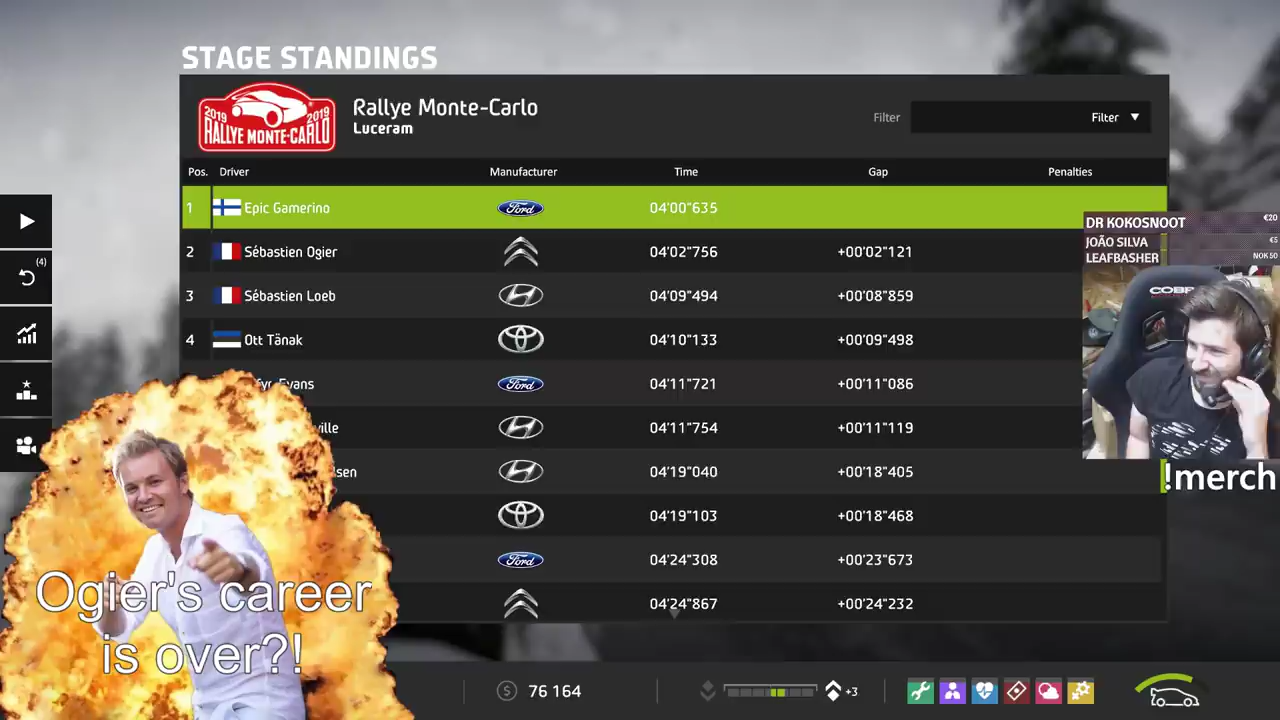 STAGE STANDINGS
2019 2019
RALLYE MONTE-CARLO
Rallye Monte-Carlo
Luceram
Filter Filter
Pos. Driver Manufacturer Time Gap Penalties
1 Epic Gamerino Ford 04'00"635
2 Sébastien Ogier 04'02"756 +00'02"121
3 Sébastien Loeb 04'09"494 +00'08"859
4 Ott Tänak 04'10"133 +00'09"498
Evans Ford 04'11"721 +00'11"086
ville 04'11"754 +00'11"119
sen 04'19"040 +00'18"405
04'19"103 +00'18"468
Ford 04'24"308 +00'23"673
04'24"867 +00'24"232
(4)
DR KOKOSNOOT €20
JOÃO SILVA €5
LEAFBASHER NOK50
!merch
Ogier's career
is over?!
76 164
+3